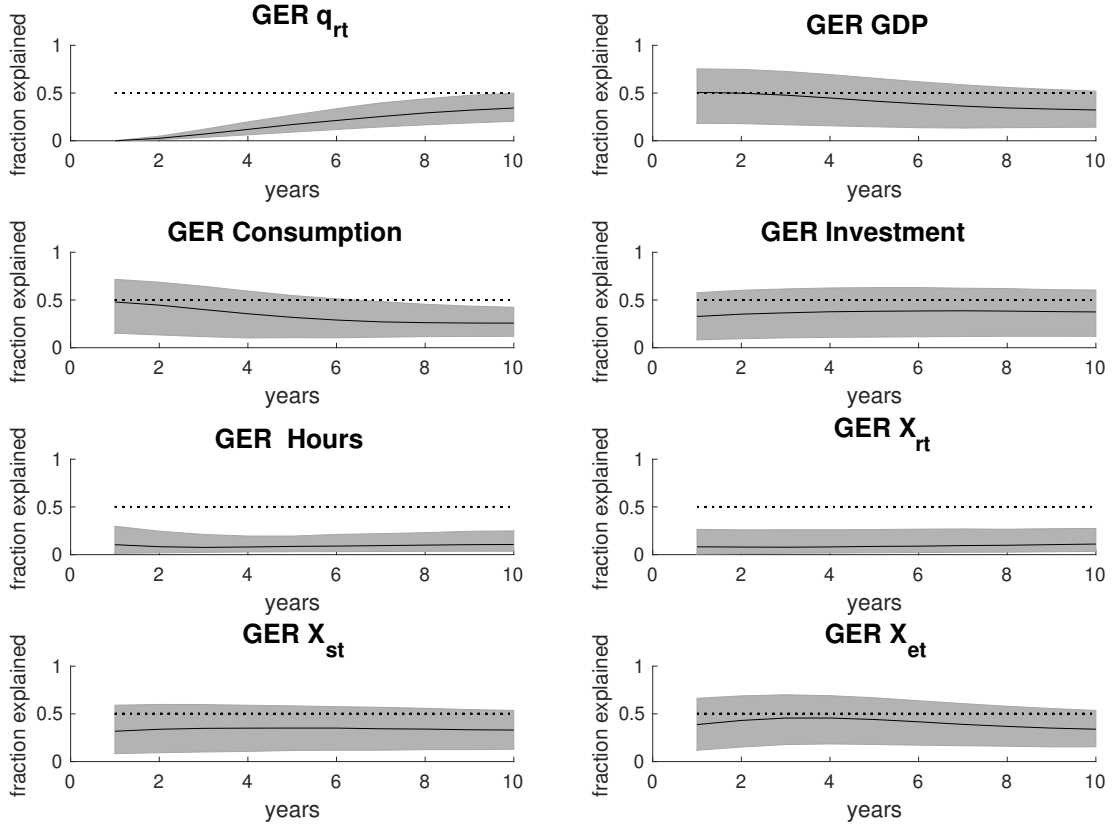 GER q_rt
fraction explained
1
0.5
0
0 2 4 6 8 10
years
GER GDP
fraction explained
1
0.5
0
0 2 4 6 8 10
years
GER Consumption
fraction explained
1
0.5
0
0 2 4 6 8 10
years
GER Investment
fraction explained
1
0.5
0
0 2 4 6 8 10
years
GER Hours
fraction explained
1
0.5
0
0 2 4 6 8 10
years
GER X_rt
fraction explained
1
0.5
0
0 2 4 6 8 10
years
GER X_st
fraction explained
1
0.5
0
0 2 4 6 8 10
years
GER X_et
fraction explained
1
0.5
0
0 2 4 6 8 10
years